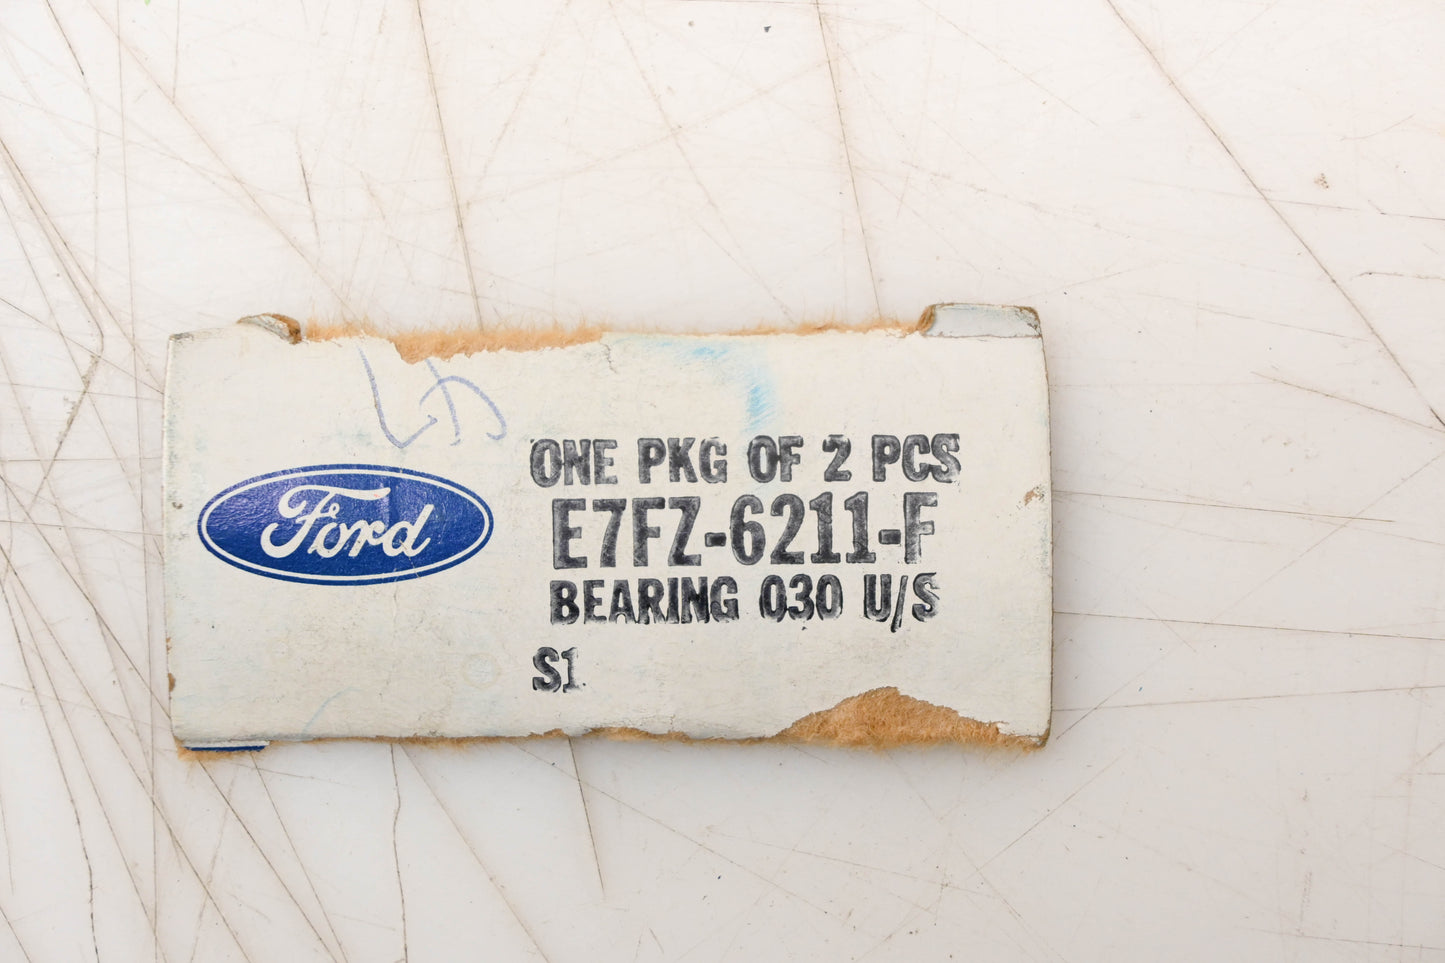 Ford
ONE PKG OF 2 PCS
E7FZ-6211-F
BEARING 030 U/S
S1